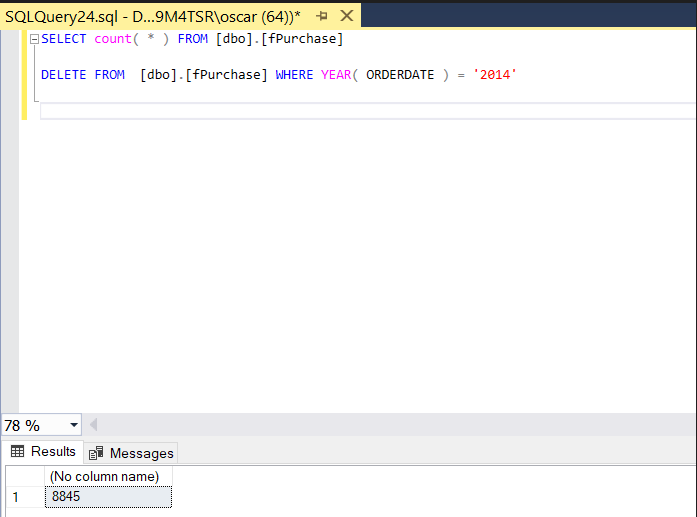 SQLQuery24.sql - D...9M4TSR\oscar (64))*
SELECT count( * ) FROM [dbo].[fPurchase]
DELETE FROM  [dbo].[fPurchase] WHERE YEAR( ORDERDATE ) = '2014'
78 %
Results Messages
(No column name)
1 8845